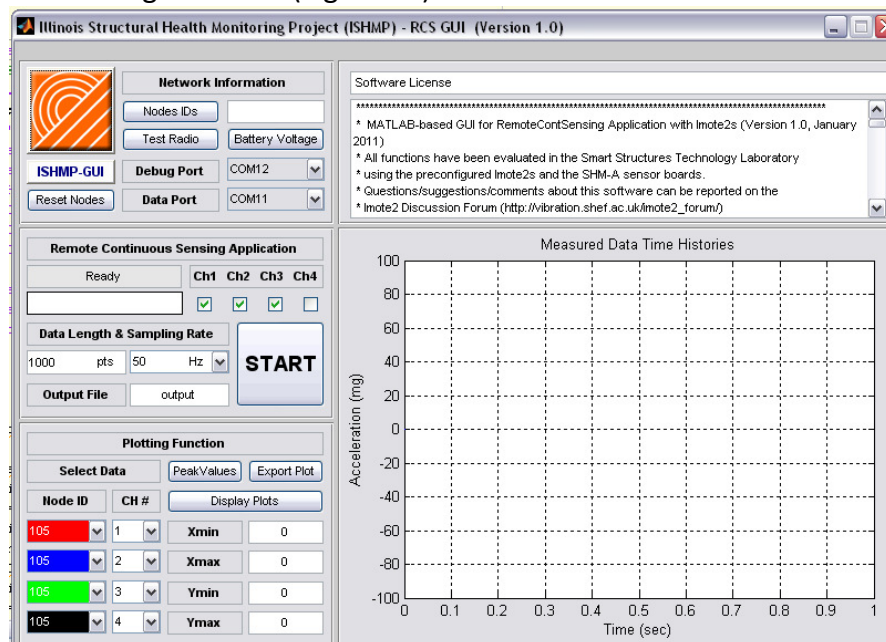 Illinois Structural Health Monitoring Project (ISHMP) - RCS GUI (Version 1.0)
Network Information
Nodes IDs
Test Radio Battery Voltage
ISHMP-GUI Debug Port COM12
Reset Nodes Data Port COM11
Software License
* MATLAB-based GUI for RemoteContSensing Application with Imote2s (Version 1.0, January
2011)
* All functions have been evaluated in the Smart Structures Technology Laboratory
* using the preconfigured Imote2s and the SHM-A sensor boards.
* Questions/suggestions/comments about this software can be reported on the
* Imote2 Discussion Forum (http://vibration.shef.ac.uk/imote2_forum/)
Remote Continuous Sensing Application
Ready Ch1 Ch2 Ch3 Ch4
Data Length & Sampling Rate
1000 pts 50 Hz
START
Output File output
Plotting Function
Select Data PeakValues Export Plot
Node ID CH # Display Plots
105 1 Xmin 0
105 2 Xmax 0
105 3 Ymin 0
105 4 Ymax 0
Measured Data Time Histories
Acceleration (mg)
100
80
60
40
20
0
-20
-40
-60
-80
-100
0 0.1 0.2 0.3 0.4 0.5 0.6 0.7 0.8 0.9 1
Time (sec)